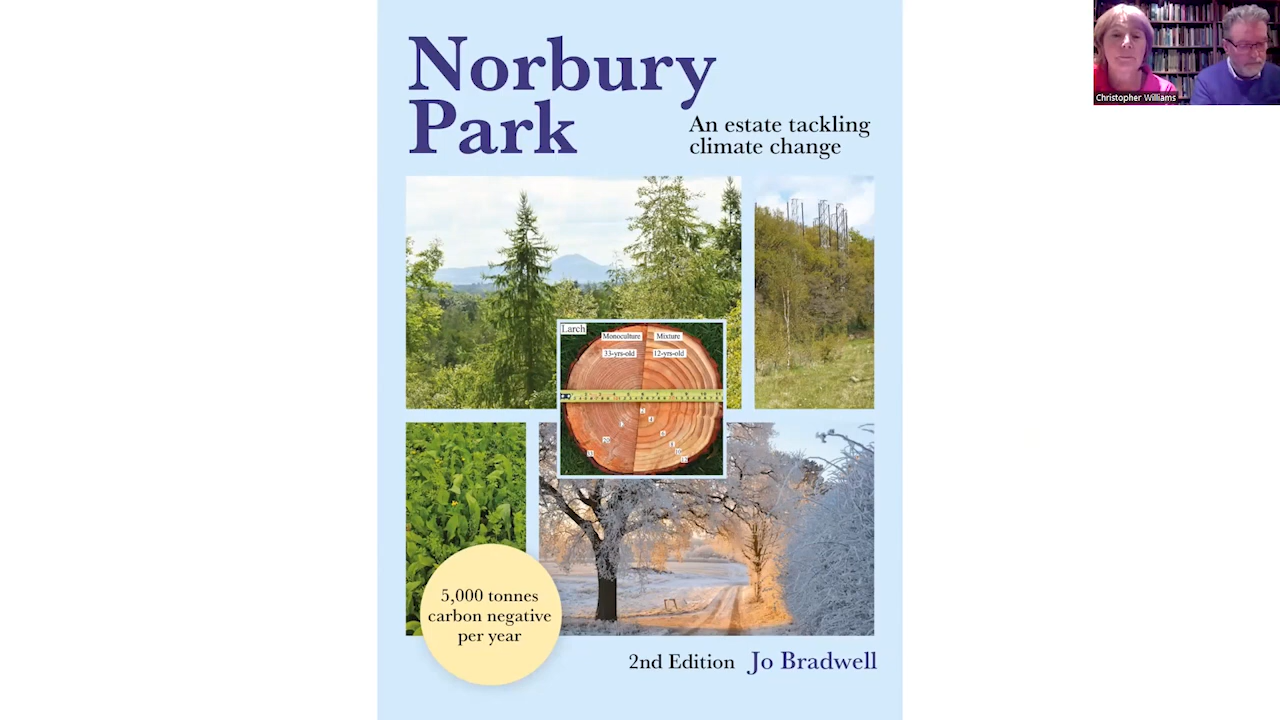 Norbury
Park
An estate tackling
climate change
Christopher Williams
Larch
Monoculture
Mixture
33-yrs-old
12-yrs-old
5,000 tonnes
carbon negative
per year
2nd Edition
Jo Bradwell